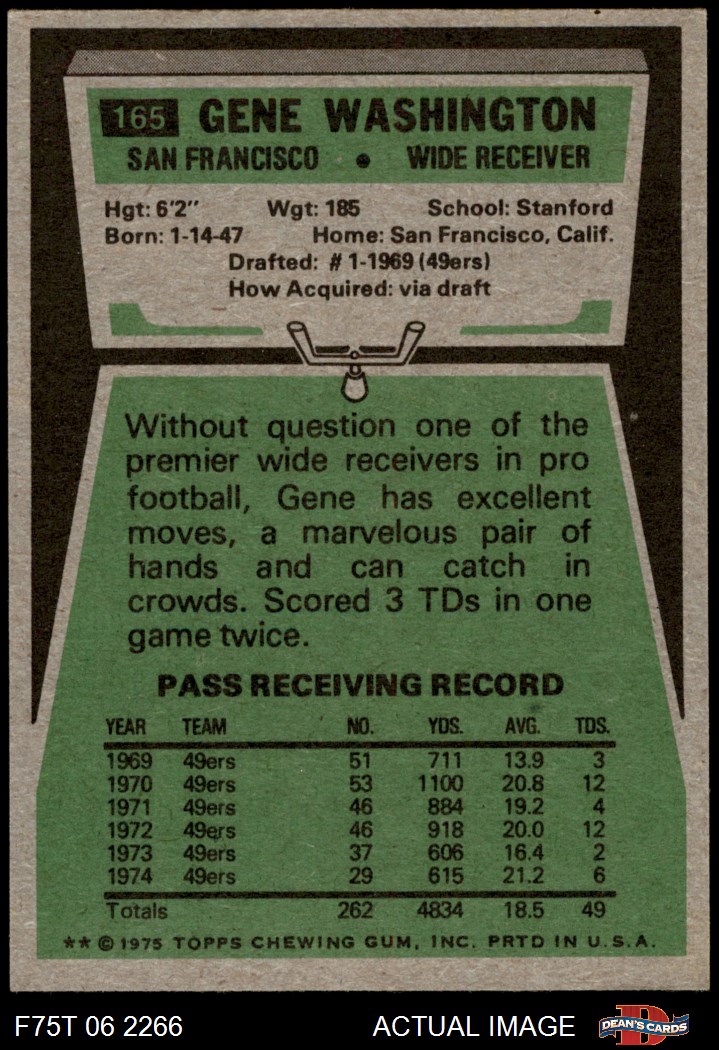 165 GENE WASHINGTON
SAN FRANCISCO • WIDE RECEIVER
Hgt: 6'2" Wgt: 185 School: Stanford
Born: 1-14-47 Home: San Francisco, Calif.
Drafted: #1-1969 (49ers)
How Acquired: via draft
Without question one of the
premier wide receivers in pro
football, Gene has excellent
moves, a marvelous pair of
hands and can catch in
crowds. Scored 3 TDs in one
game twice.
PASS RECEIVING RECORD
YEAR TEAM NO. YDS. AVG. TDS.
1969 49ers 51 711 13.9 3
1970 49ers 53 1100 20.8 12
1971 49ers 46 884 19.2 4
1972 49ers 46 918 20.0 12
1973 49ers 37 606 16.4 2
1974 49ers 29 615 21.2 6
Totals 262 4834 18.5 49
** © 1975 TOPPS CHEWING GUM, INC. PRTD IN U.S.A.
F75T 06 2266 ACTUAL IMAGE D DEAN'S CARDS